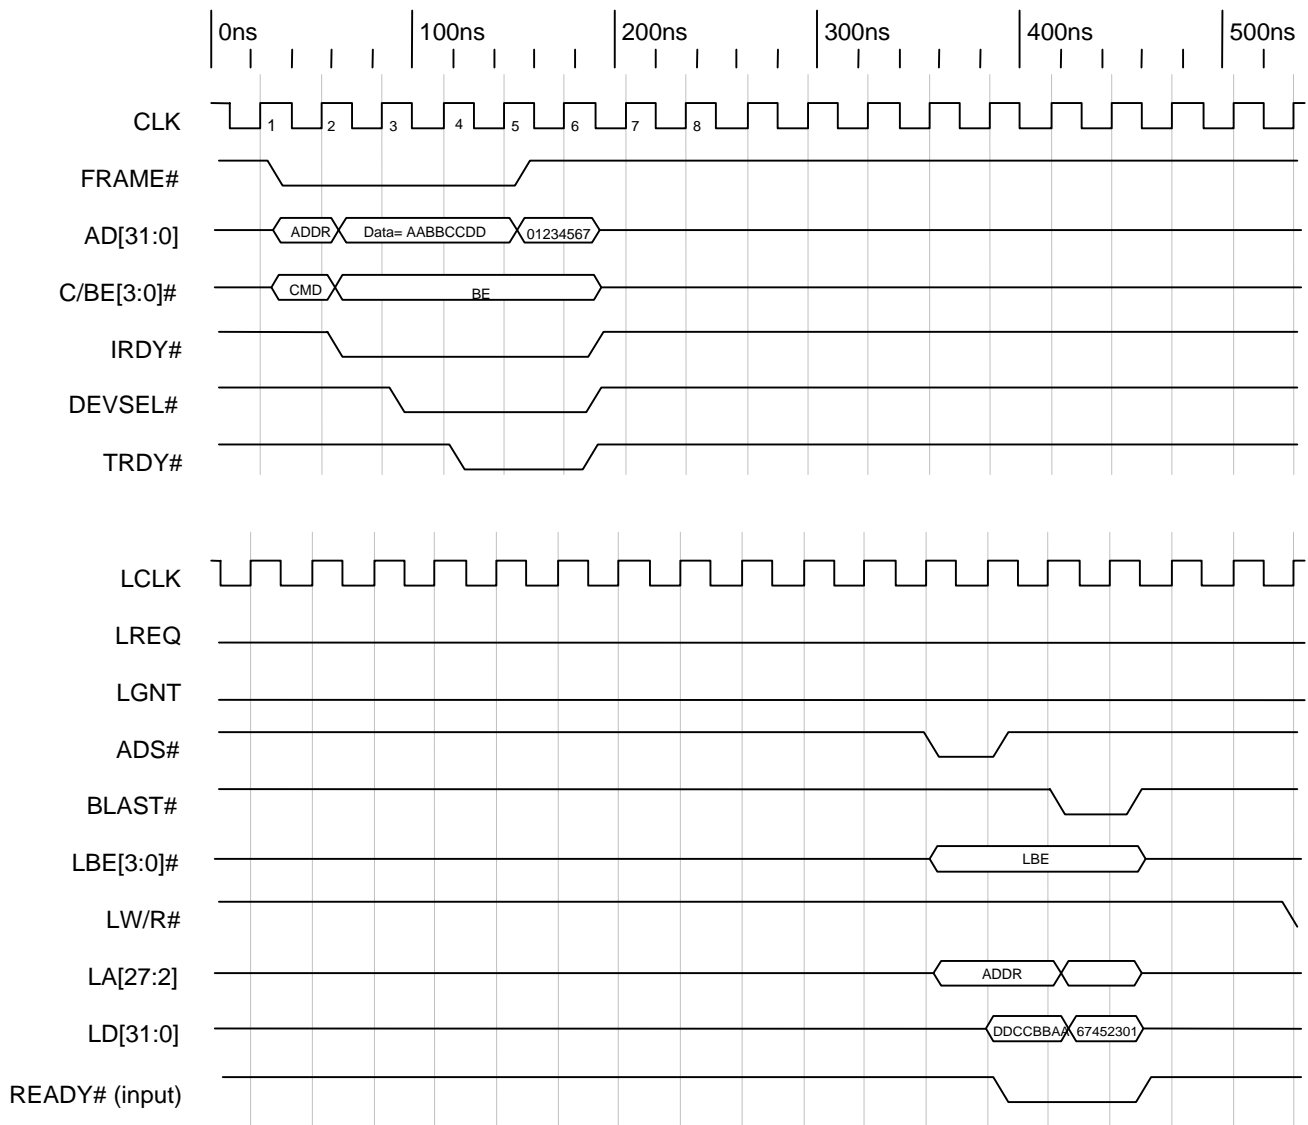 0ns 100ns 200ns 300ns 400ns 500ns
CLK 1 2 3 4 5 6 7 8
FRAME#
AD[31:0] ADDR Data= AABBCCDD 01234567
C/BE[3:0]# CMD BE
IRDY#
DEVSEL#
TRDY#
LCLK
LREQ
LGNT
ADS#
BLAST#
LBE[3:0]# LBE
LW/R#
LA[27:2] ADDR
LD[31:0] DDCCBBAA 67452301
READY# (input)